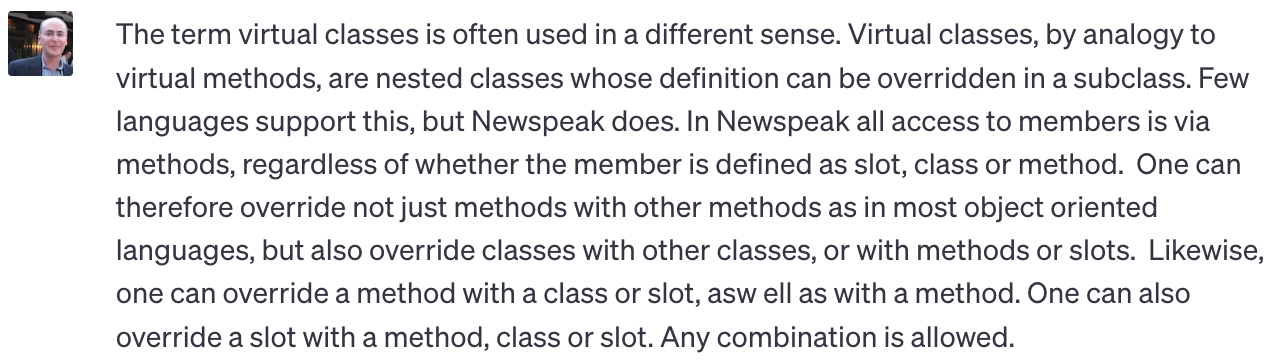 The term virtual classes is often used in a different sense. Virtual classes, by analogy to
virtual methods, are nested classes whose definition can be overridden in a subclass. Few
languages support this, but Newspeak does. In Newspeak all access to members is via
methods, regardless of whether the member is defined as slot, class or method.  One can
therefore override not just methods with other methods as in most object oriented
languages, but also override classes with other classes, or with methods or slots.  Likewise,
one can override a method with a class or slot, asw ell as with a method. One can also
override a slot with a method, class or slot. Any combination is allowed.